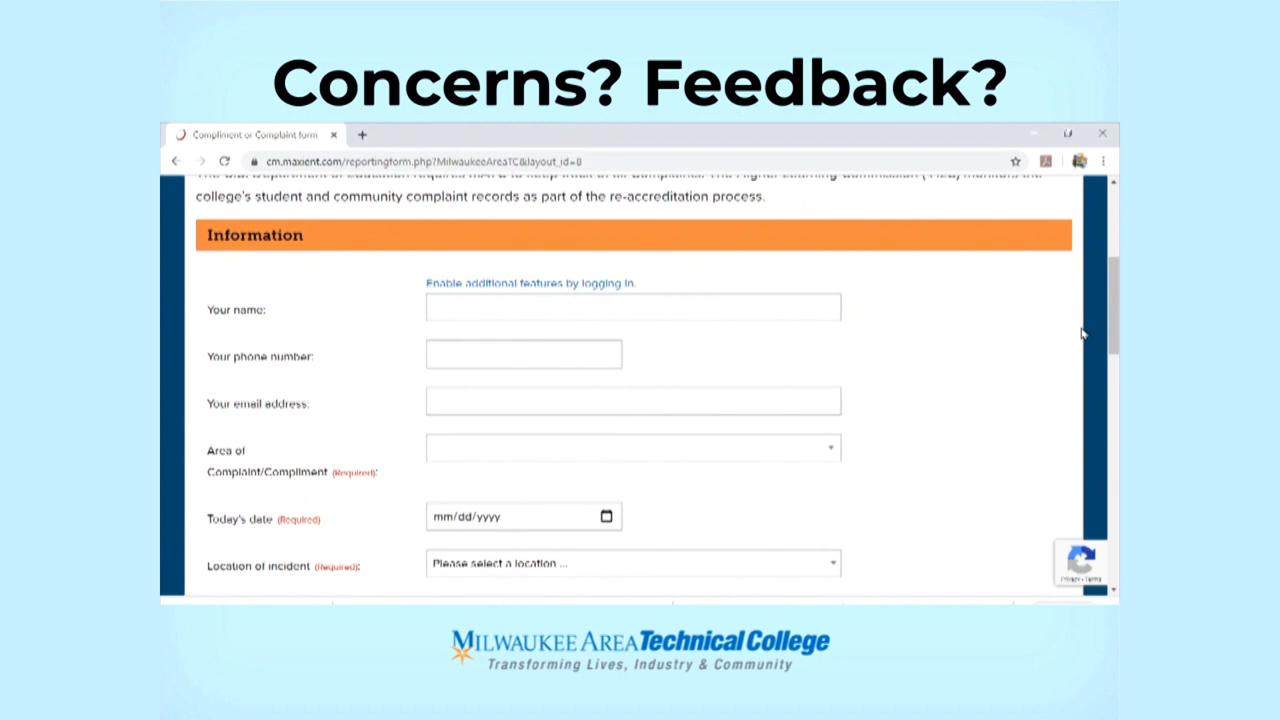 Concerns? Feedback?
Compliment or Complaint form
cm.maxient.com/reportingform.php?MilwaukeeAreaTC&layout_id=8
college's student and community complaint records as part of the re-accreditation process.
Information
Enable additional features by logging in.
Your name:
Your phone number:
Your email address:
Area of
Complaint/Compliment (Required):
Today's date (Required)
mm/dd/yyyy
Location of incident (Required):
Please select a location ...
Privacy - Terms
MILWAUKEE AREA Technical College
Transforming Lives, Industry & Community